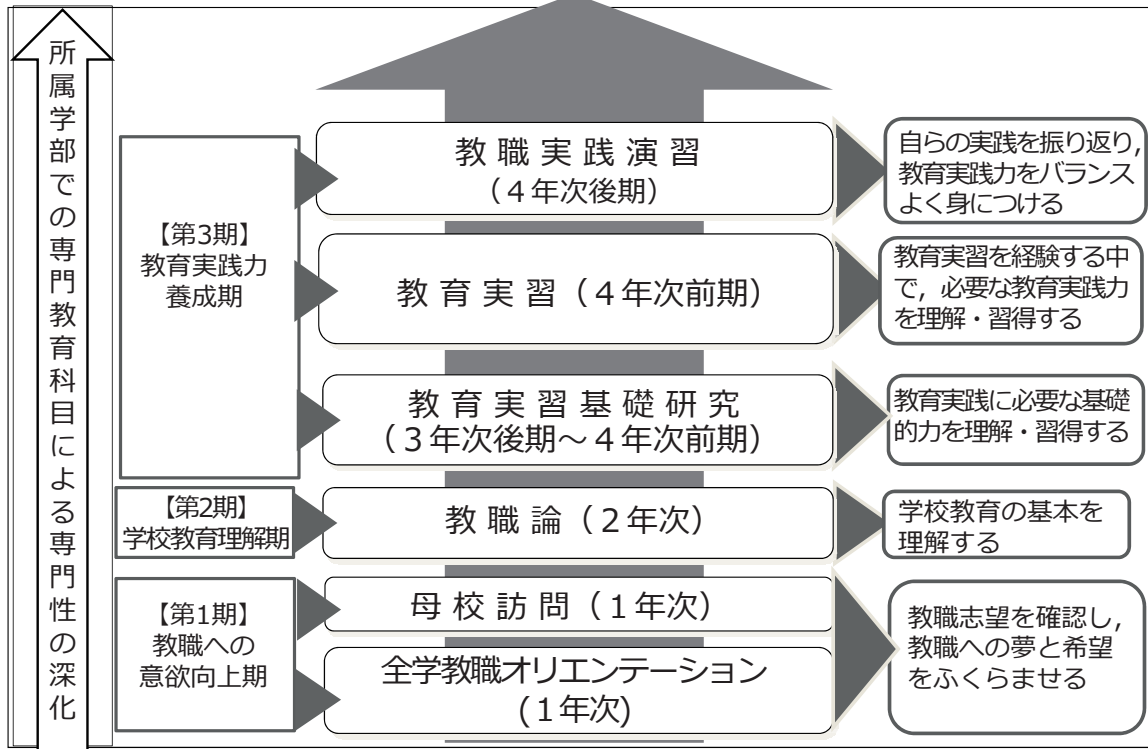 所属学部での専門教育科目による専門性の深化
【第3期】
教育実践力
養成期
教職実践演習
（４年次後期）
自らの実践を振り返り，
教育実践力をバランス
よく身につける
教育実習（４年次前期）
教育実習を経験する中
で，必要な教育実践力
を理解・習得する
教育実習基礎研究
（３年次後期～４年次前期）
教育実践に必要な基礎
的力を理解・習得する
【第2期】
学校教育理解期
教職論（２年次）
学校教育の基本を
理解する
【第1期】
教職への
意欲向上期
母校訪問（１年次）
全学教職オリエンテーション
(１年次)
教職志望を確認し，
教職への夢と希望
をふくらませる